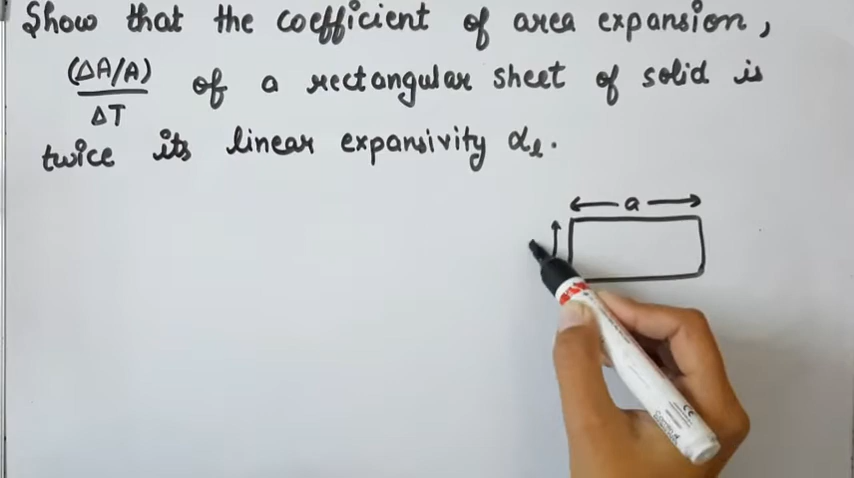 Show that the coefficient of area expansion,
(ΔA/A)
ΔT
of a rectangular sheet of solid is
twice its linear expansivity αl.
a